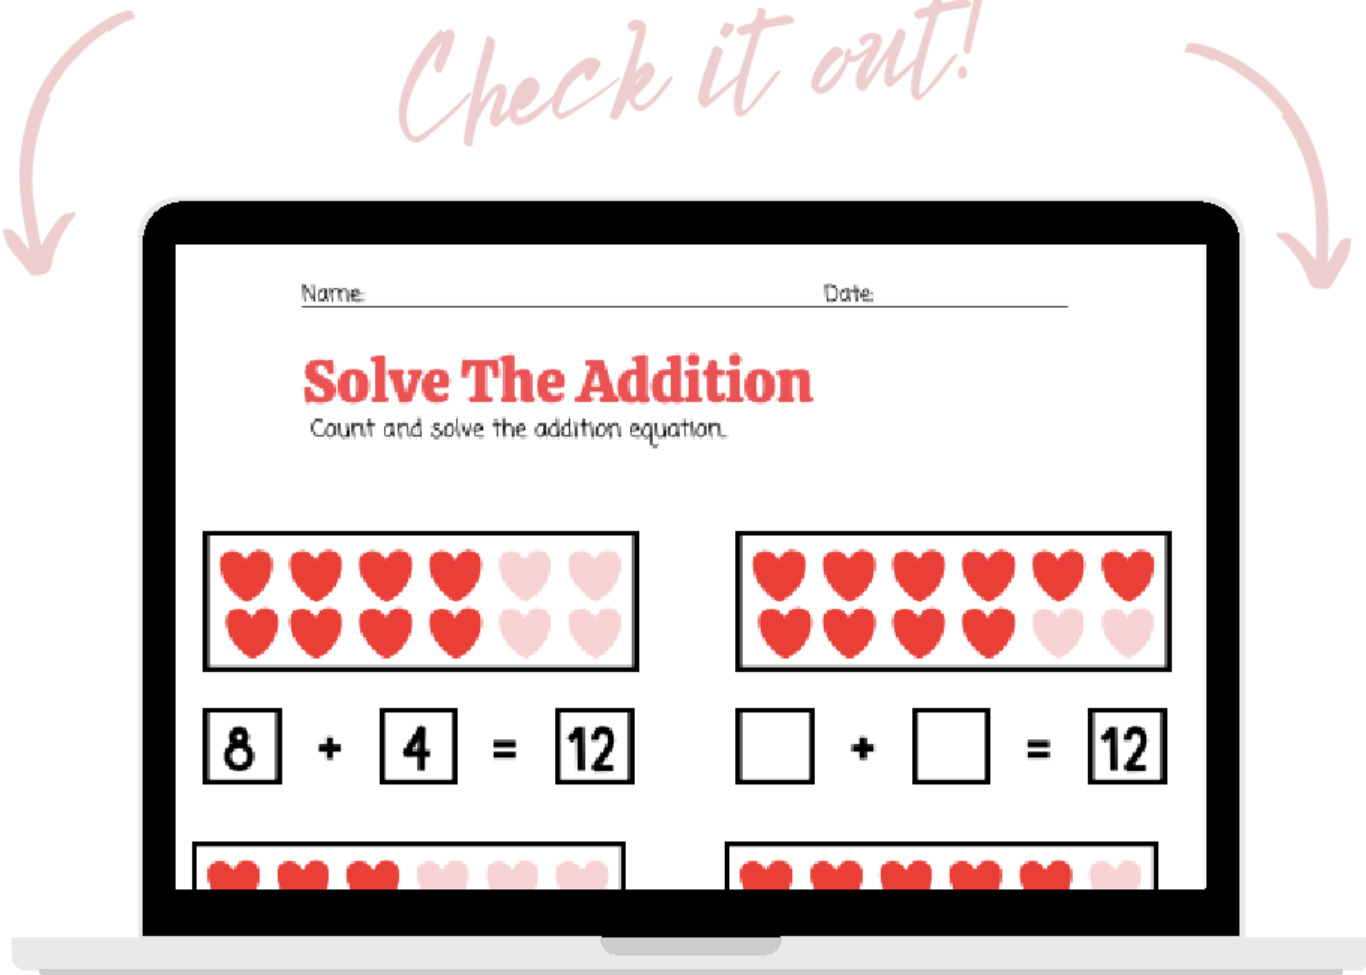 Check it out!
Name: Date:
Solve The Addition
Count and solve the addition equation.
8 + 4 = 12
+ = 12